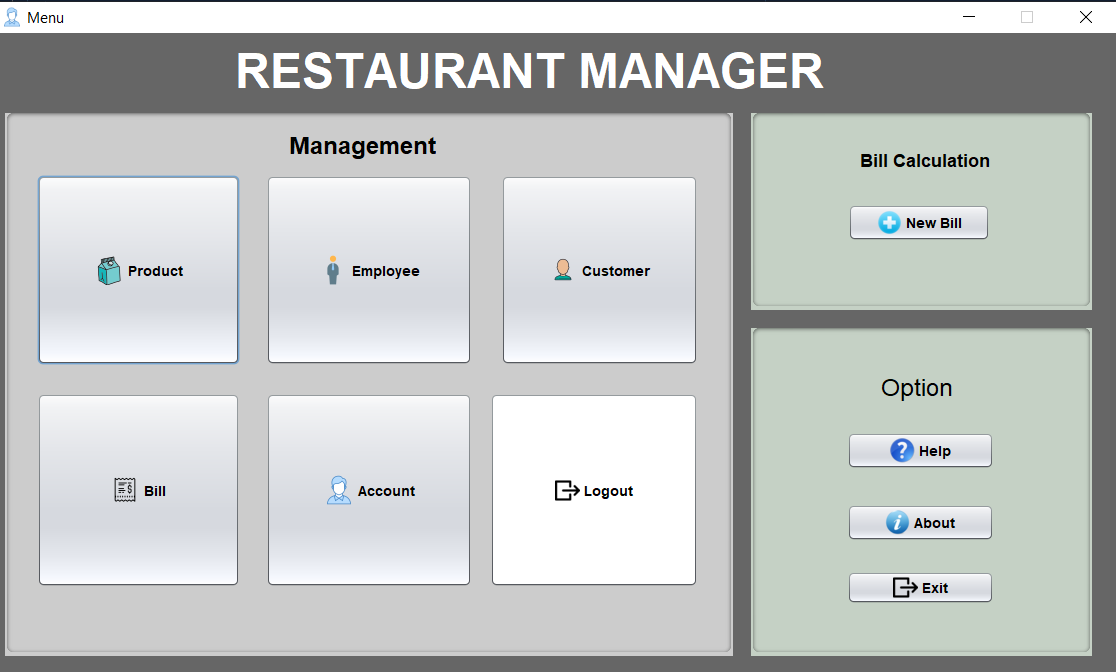 Menu
RESTAURANT MANAGER
Management
Product
Employee
Customer
Bill
Account
Logout
Bill Calculation
New Bill
Option
Help
About
Exit